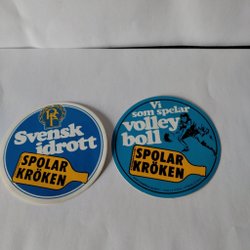 Svensk
idrott
SPOLAR
KRÖKEN
Vi
som spelar
volley
boll
SPOLAR
KRÖKEN